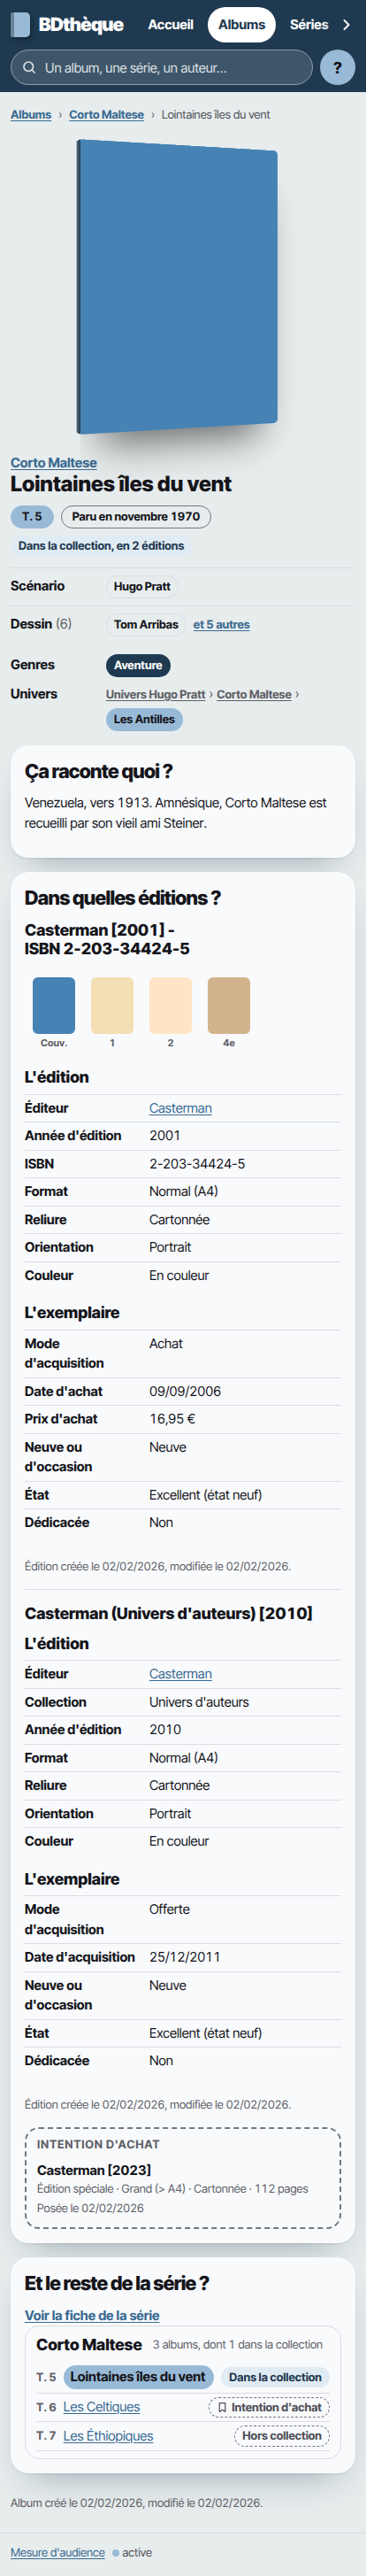 BDthèque Accueil Albums Séries
Un album, une série, un auteur... ?
Albums › Corto Maltese › Lointaines îles du vent
Corto Maltese
Lointaines îles du vent
T. 5 Paru en novembre 1970
Dans la collection, en 2 éditions
Scénario Hugo Pratt
Dessin (6) Tom Arribas et 5 autres
Genres Aventure
Univers Univers Hugo Pratt › Corto Maltese ›
Les Antilles
Ça raconte quoi ?
Venezuela, vers 1913. Amnésique, Corto Maltese est
recueilli par son vieil ami Steiner.
Dans quelles éditions ?
Casterman [2001] -
ISBN 2-203-34424-5
Couv. 1 2 4e
L'édition
Éditeur Casterman
Année d'édition 2001
ISBN 2-203-34424-5
Format Normal (A4)
Reliure Cartonnée
Orientation Portrait
Couleur En couleur
L'exemplaire
Mode Achat
d'acquisition
Date d'achat 09/09/2006
Prix d'achat 16,95 €
Neuve ou Neuve
d'occasion
État Excellent (état neuf)
Dédicacée Non
Édition créée le 02/02/2026, modifiée le 02/02/2026.
Casterman (Univers d'auteurs) [2010]
L'édition
Éditeur Casterman
Collection Univers d'auteurs
Année d'édition 2010
Format Normal (A4)
Reliure Cartonnée
Orientation Portrait
Couleur En couleur
L'exemplaire
Mode Offerte
d'acquisition
Date d'acquisition 25/12/2011
Neuve ou Neuve
d'occasion
État Excellent (état neuf)
Dédicacée Non
Édition créée le 02/02/2026, modifiée le 02/02/2026.
INTENTION D'ACHAT
Casterman [2023]
Édition spéciale · Grand (> A4) · Cartonnée · 112 pages
Posée le 02/02/2026
Et le reste de la série ?
Voir la fiche de la série
Corto Maltese 3 albums, dont 1 dans la collection
T. 5 Lointaines îles du vent Dans la collection
T. 6 Les Celtiques Intention d'achat
T. 7 Les Éthiopiques Hors collection
Album créé le 02/02/2026, modifié le 02/02/2026.
Mesure d'audience active